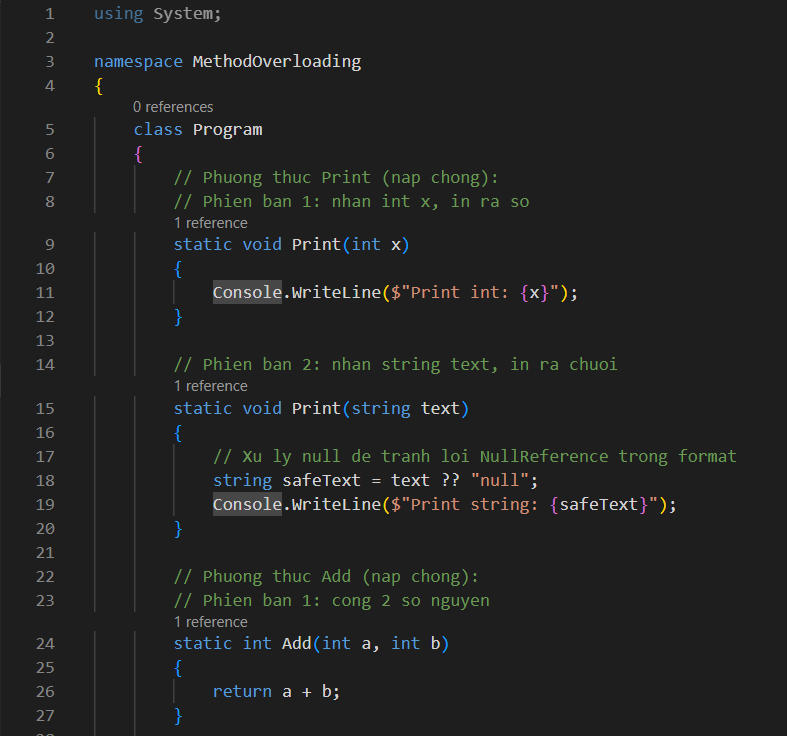 1 using System;
2
3 namespace MethodOverloading
4 {
0 references
5 class Program
6 {
7 // Phuong thuc Print (nap chong):
8 // Phien ban 1: nhan int x, in ra so
1 reference
9 static void Print(int x)
10 {
11 Console.WriteLine($"Print int: {x}");
12 }
13
14 // Phien ban 2: nhan string text, in ra chuoi
1 reference
15 static void Print(string text)
16 {
17 // Xu ly null de tranh loi NullReference trong format
18 string safeText = text ?? "null";
19 Console.WriteLine($"Print string: {safeText}");
20 }
21
22 // Phuong thuc Add (nap chong):
23 // Phien ban 1: cong 2 so nguyen
1 reference
24 static int Add(int a, int b)
25 {
26 return a + b;
27 }